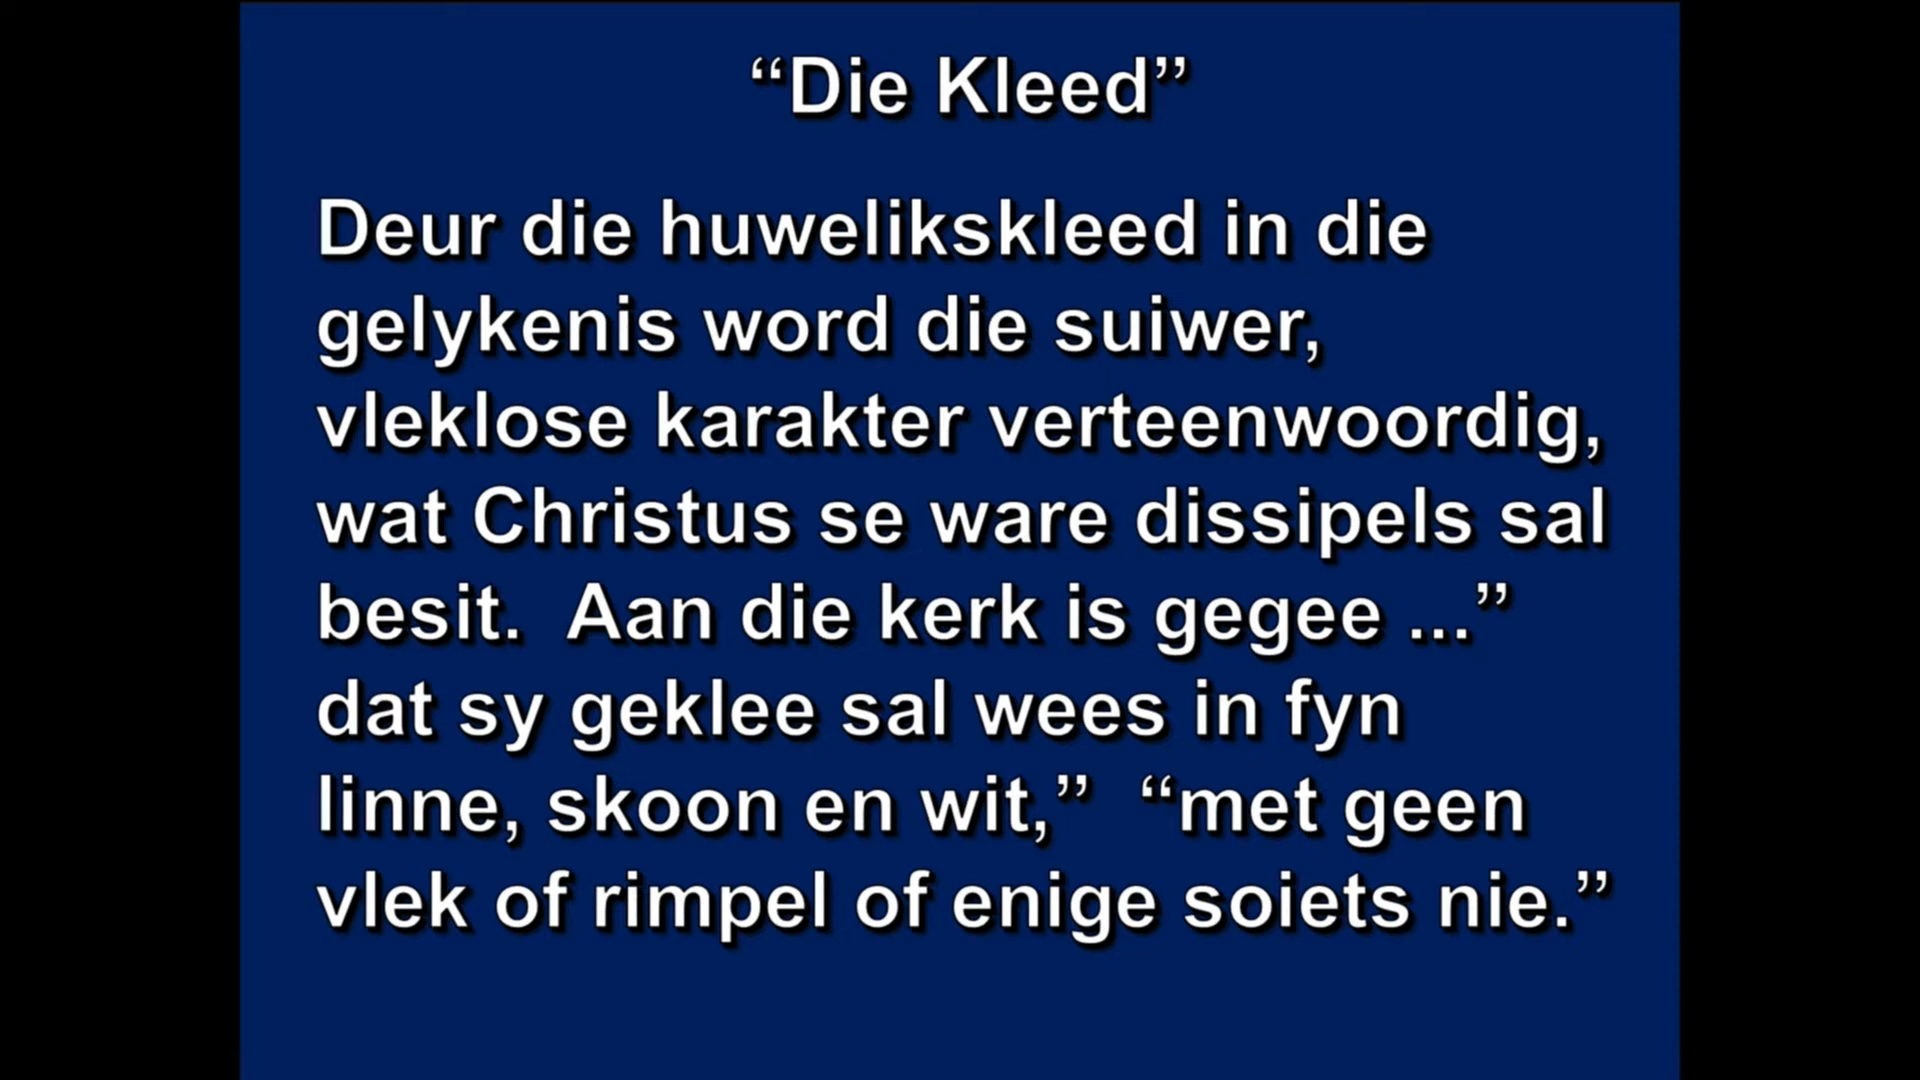 “Die Kleed”
Deur die huwelikskleed in die
gelykenis word die suiwer,
vleklose karakter verteenwoordig,
wat Christus se ware dissipels sal
besit.  Aan die kerk is gegee ...”
dat sy geklee sal wees in fyn
linne, skoon en wit,”  “met geen
vlek of rimpel of enige soiets nie.”